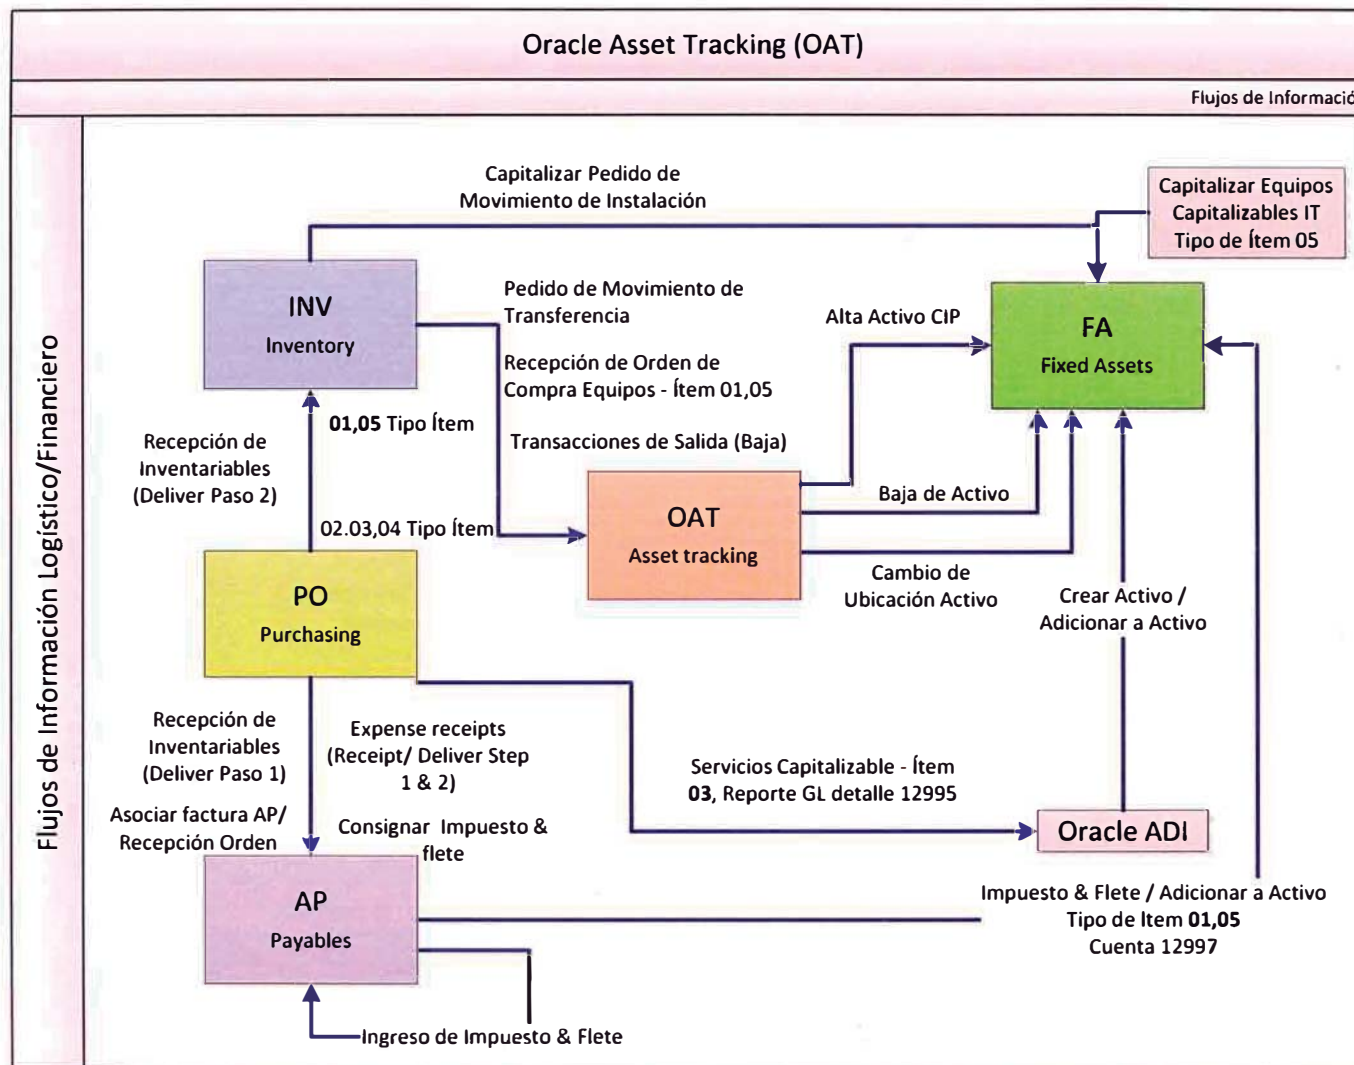 Oracle Asset Tracking (OAT)
Flujos de Informació
Flujos de Información Logístico/Financiero
Capitalizar Pedido de
Movimiento de Instalación
Capitalizar Equipos
Capitalizables IT
Tipo de Ítem 05
INV
Inventory
Pedido de Movimiento de
Transferencia
Alta Activo CIP
FA
Fixed Assets
Recepción de Orden de
Compra Equipos - Ítem 01,05
01,05 Tipo Ítem
Recepción de
Inventariables
(Deliver Paso 2)
Transacciones de Salida (Baja)
02.03,04 Tipo Ítem
OAT
Asset tracking
Baja de Activo
Cambio de
Ubicación Activo
Crear Activo /
Adicionar a Activo
PO
Purchasing
Recepción de
Inventariables
(Deliver Paso 1)
Expense receipts
(Receipt/ Deliver Step
1 & 2)
Servicios Capitalizable - Ítem
03, Reporte GL detalle 12995
Asociar factura AP/
Recepción Orden
Consignar Impuesto &
flete
Oracle ADI
AP
Payables
Impuesto & Flete / Adicionar a Activo
Tipo de Item 01,05
Cuenta 12997
Ingreso de Impuesto & Flete